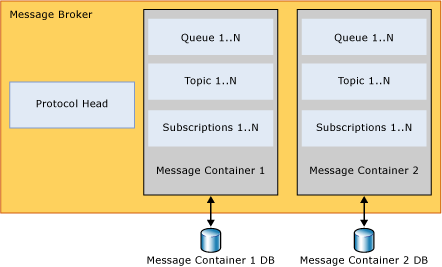 Message Broker
Protocol Head
Queue 1..N
Topic 1..N
Subscriptions 1..N
Message Container 1
Queue 1..N
Topic 1..N
Subscriptions 1..N
Message Container 2
Message Container 1 DB
Message Container 2 DB